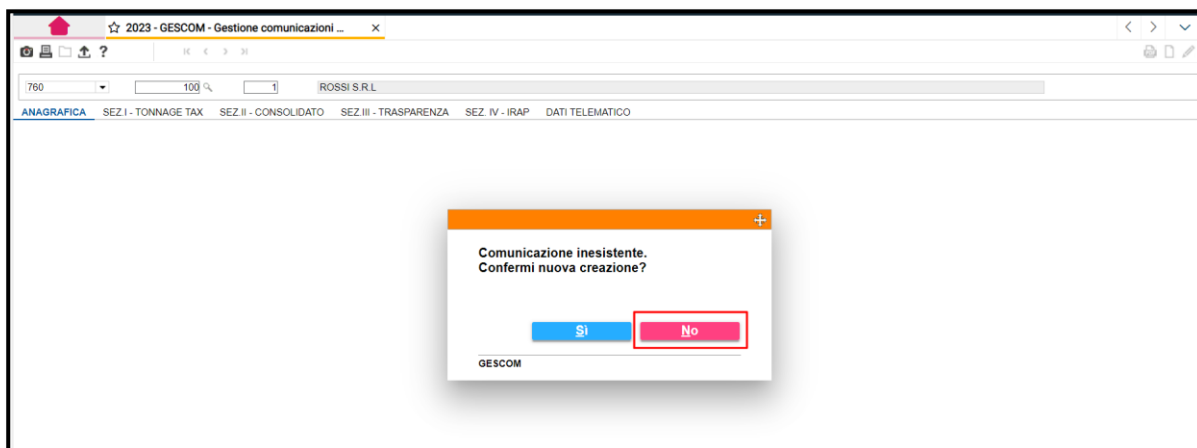 2023 - GESCOM - Gestione comunicazioni ...
760 100 1 ROSSI S.R.L
ANAGRAFICA SEZ.I - TONNAGE TAX SEZ.II - CONSOLIDATO SEZ.III - TRASPARENZA SEZ. IV - IRAP DATI TELEMATICO
Comunicazione inesistente.
Confermi nuova creazione?
Sì No
GESCOM